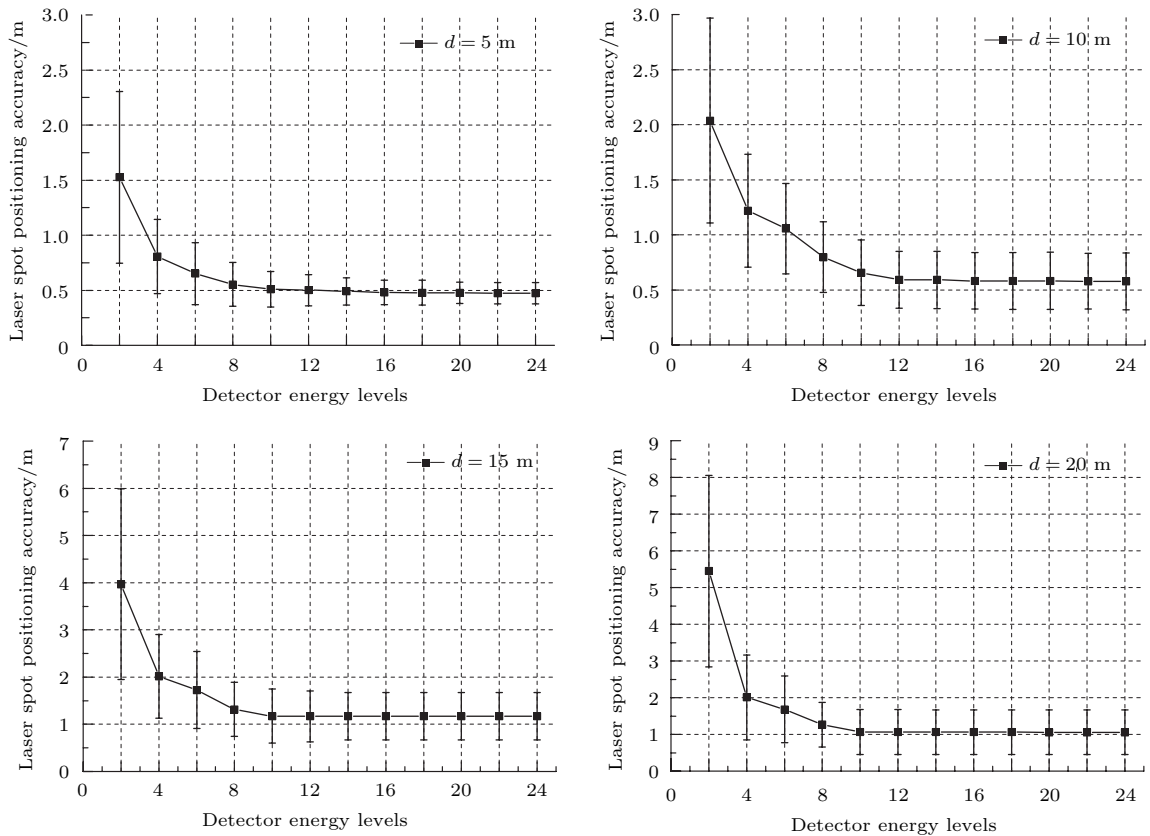 Laser spot positioning accuracy/m
3.0
2.5
2.0
1.5
1.0
0.5
0
d = 5 m
0 4 8 12 16 20 24
Detector energy levels
Laser spot positioning accuracy/m
3.0
2.5
2.0
1.5
1.0
0.5
0
d = 10 m
0 4 8 12 16 20 24
Detector energy levels
Laser spot positioning accuracy/m
7
6
5
4
3
2
1
0
d = 15 m
0 4 8 12 16 20 24
Detector energy levels
Laser spot positioning accuracy/m
9
8
7
6
5
4
3
2
1
0
d = 20 m
0 4 8 12 16 20 24
Detector energy levels